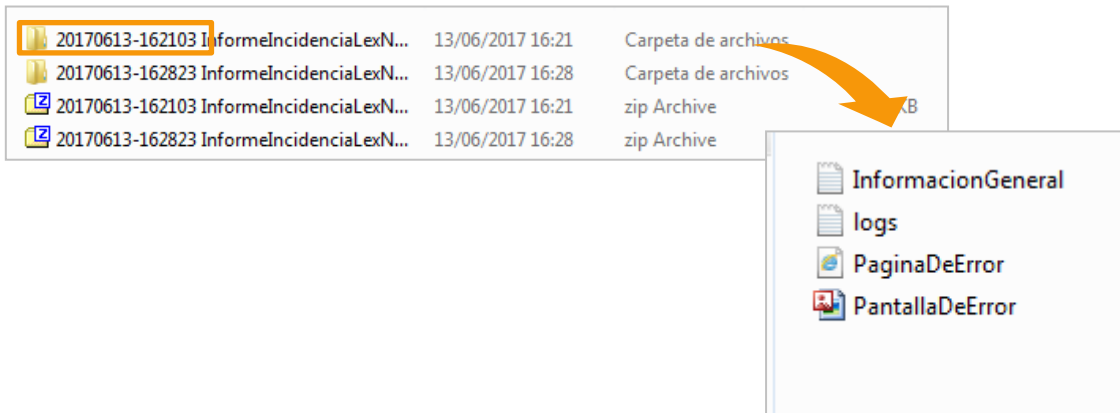 20170613-162103 InformeIncidenciaLexN... 13/06/2017 16:21 Carpeta de archivos
20170613-162823 InformeIncidenciaLexN... 13/06/2017 16:28 Carpeta de archivos
20170613-162103 InformeIncidenciaLexN... 13/06/2017 16:21 zip Archive KB
20170613-162823 InformeIncidenciaLexN... 13/06/2017 16:28 zip Archive
InformacionGeneral
logs
PaginaDeError
PantallaDeError